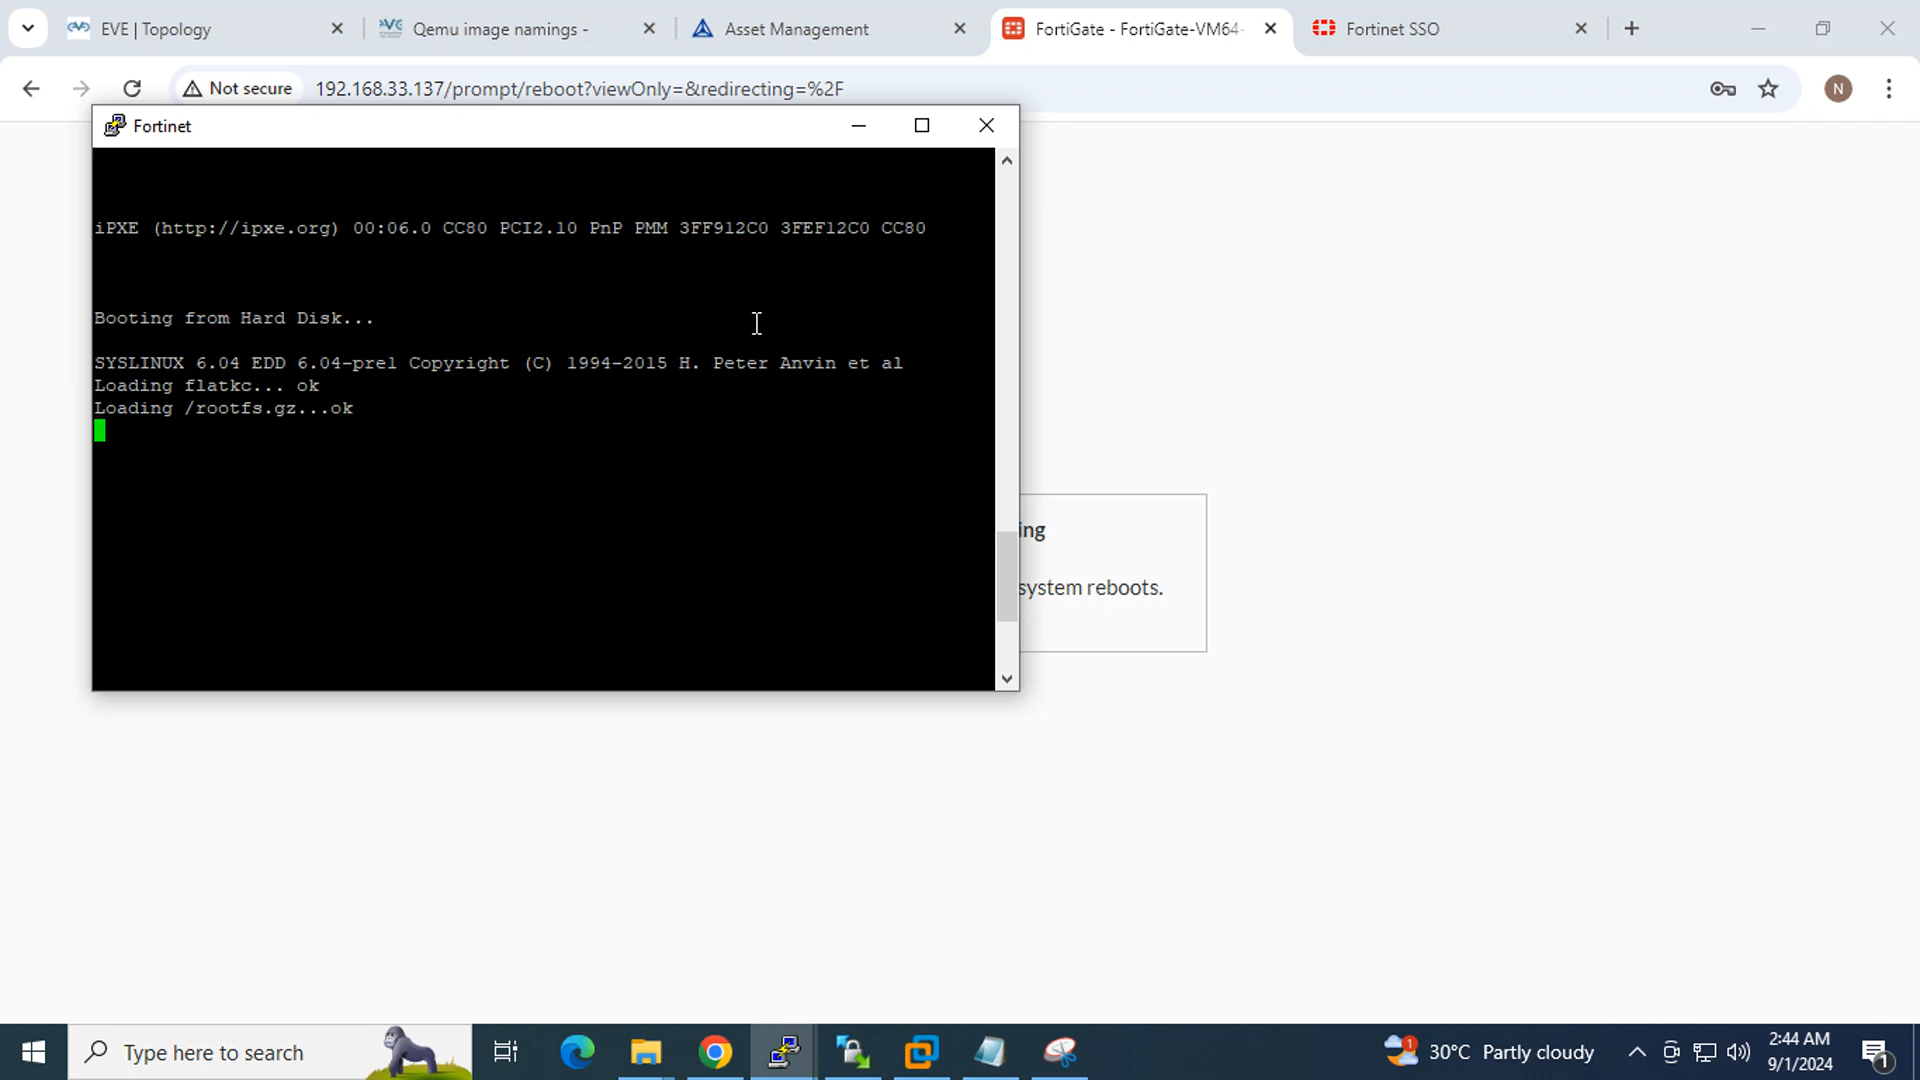 EVE | Topology
Qemu image namings -
Asset Management
FortiGate - FortiGate-VM64-
Fortinet SSO
Not secure
192.168.33.137/prompt/reboot?viewOnly=&redirecting=%2F
N
Fortinet
iPXE (http://ipxe.org) 00:06.0 CC80 PCI2.10 PnP PMM 3FF912C0 3FEF12C0 CC80
Booting from Hard Disk...
SYSLINUX 6.04 EDD 6.04-pre1 Copyright (C) 1994-2015 H. Peter Anvin et al
Loading flatkc... ok
Loading /rootfs.gz...ok
ing
system reboots.
Type here to search
1
30°C Partly cloudy
2:44 AM
9/1/2024
1